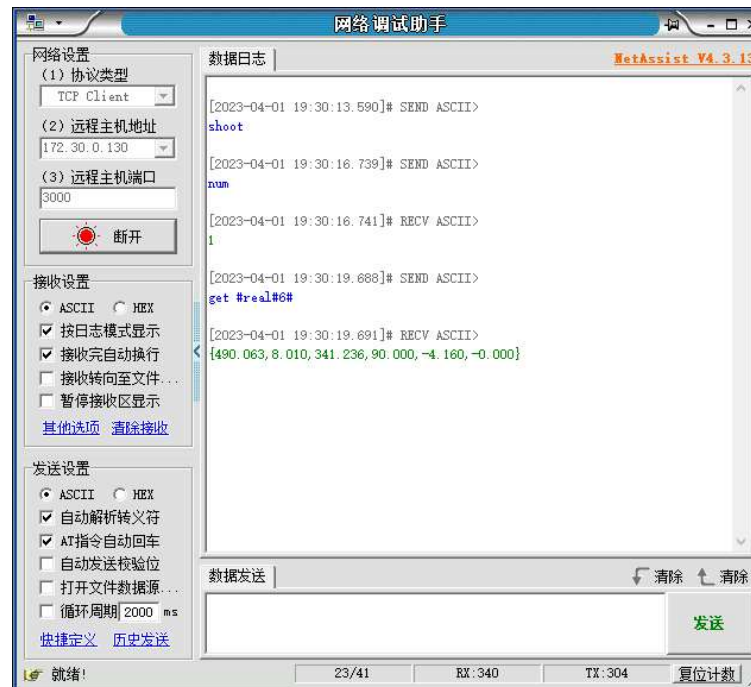 网络调试助手
网络设置
(1) 协议类型
TCP Client
(2) 远程主机地址
172.30.0.130
(3) 远程主机端口
3000
断开
接收设置
ASCII HEX
按日志模式显示
接收完自动换行
接收转向至文件...
暂停接收区显示
其他选项 清除接收
发送设置
ASCII HEX
自动解析转义符
AT指令自动回车
自动发送校验位
打开文件数据源...
循环周期 2000 ms
快捷定义 历史发送
数据日志 NetAssist V4.3.13
[2023-04-01 19:30:13.590]# SEND ASCII>
shoot
[2023-04-01 19:30:16.739]# SEND ASCII>
num
[2023-04-01 19:30:16.741]# RECV ASCII>
1
[2023-04-01 19:30:19.688]# SEND ASCII>
get #real#6#
[2023-04-01 19:30:19.691]# RECV ASCII>
{490.063,8.010,341.236,90.000,-4.160,-0.000}
数据发送 清除 清除
发送
就绪! 23/41 RX:340 TX:304 复位计数